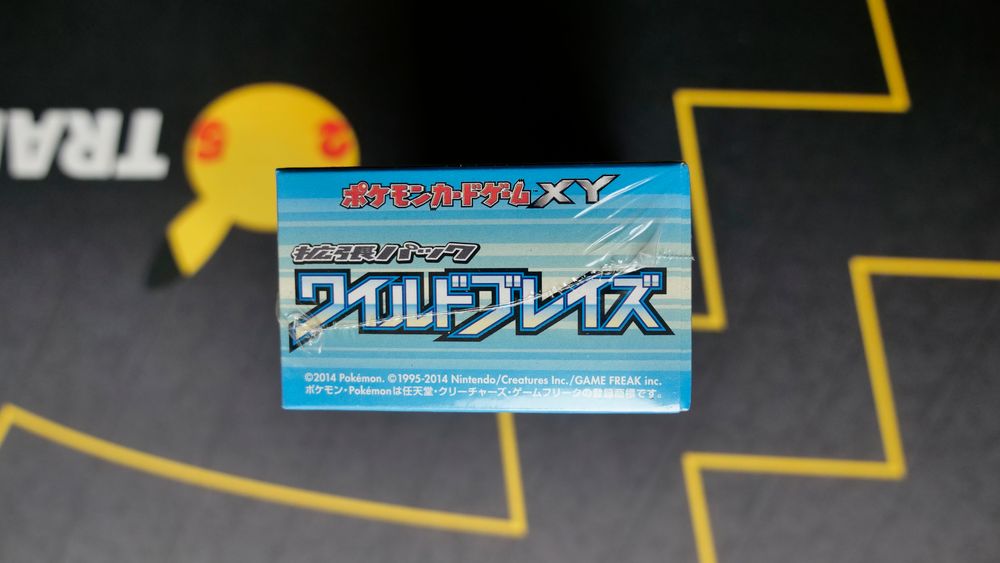 TRA
25
ポケモンカードゲーム XY
拡張パック
ワイルドブレイズ
©2014 Pokémon. ©1995-2014 Nintendo/Creatures Inc./GAME FREAK inc.
ポケモン・Pokémonは任天堂・クリーチャーズ・ゲームフリークの登録商標です。